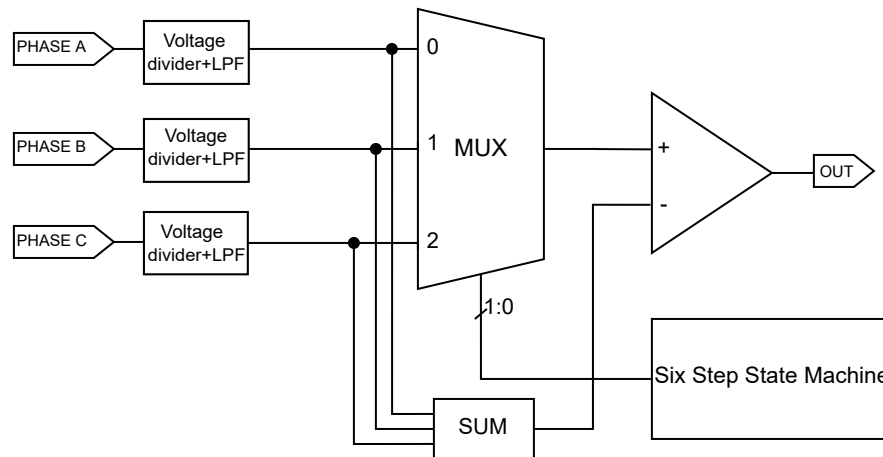 PHASE A
Voltage
divider+LPF
0
PHASE B
Voltage
divider+LPF
1
MUX
+
-
OUT
PHASE C
Voltage
divider+LPF
2
1:0
Six Step State Machine
SUM